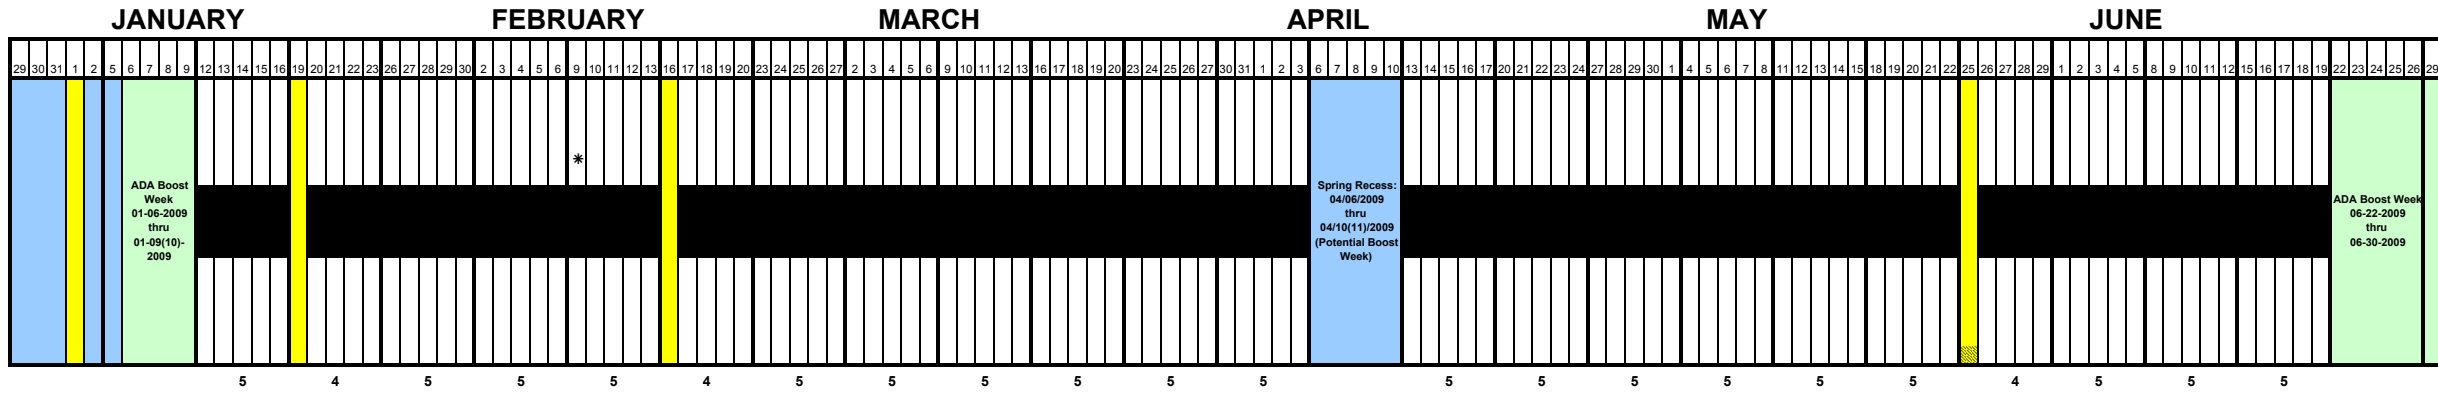 JANUARY FEBRUARY MARCH APRIL MAY JUNE
29 30 31 1 2 5 6 7 8 9 12 13 14 15 16 19 20 21 22 23 26 27 28 29 30 2 3 4 5 6 9 10 11 12 13 16 17 18 19 20 23 24 25 26 27 2 3 4 5 6 9 10 11 12 13 16 17 18 19 20 23 24 25 26 27 30 31 1 2 3 6 7 8 9 10 13 14 15 16 17 20 21 22 23 24 27 28 29 30 1 4 5 6 7 8 11 12 13 14 15 18 19 20 21 22 25 26 27 28 29 1 2 3 4 5 8 9 10 11 12 15 16 17 18 19 22 23 24 25 26 29
*
ADA Boost
Week
01-06-2009
thru
01-09(10)-
2009
Spring Recess:
04/06/2009
thru
04/10(11)/2009
(Potential Boost
Week)
ADA Boost Week
06-22-2009
thru
06-30-2009
5 4 5 5 5 4 5 5 5 5 5 5 5 5 5 5 5 5 4 5 5 5